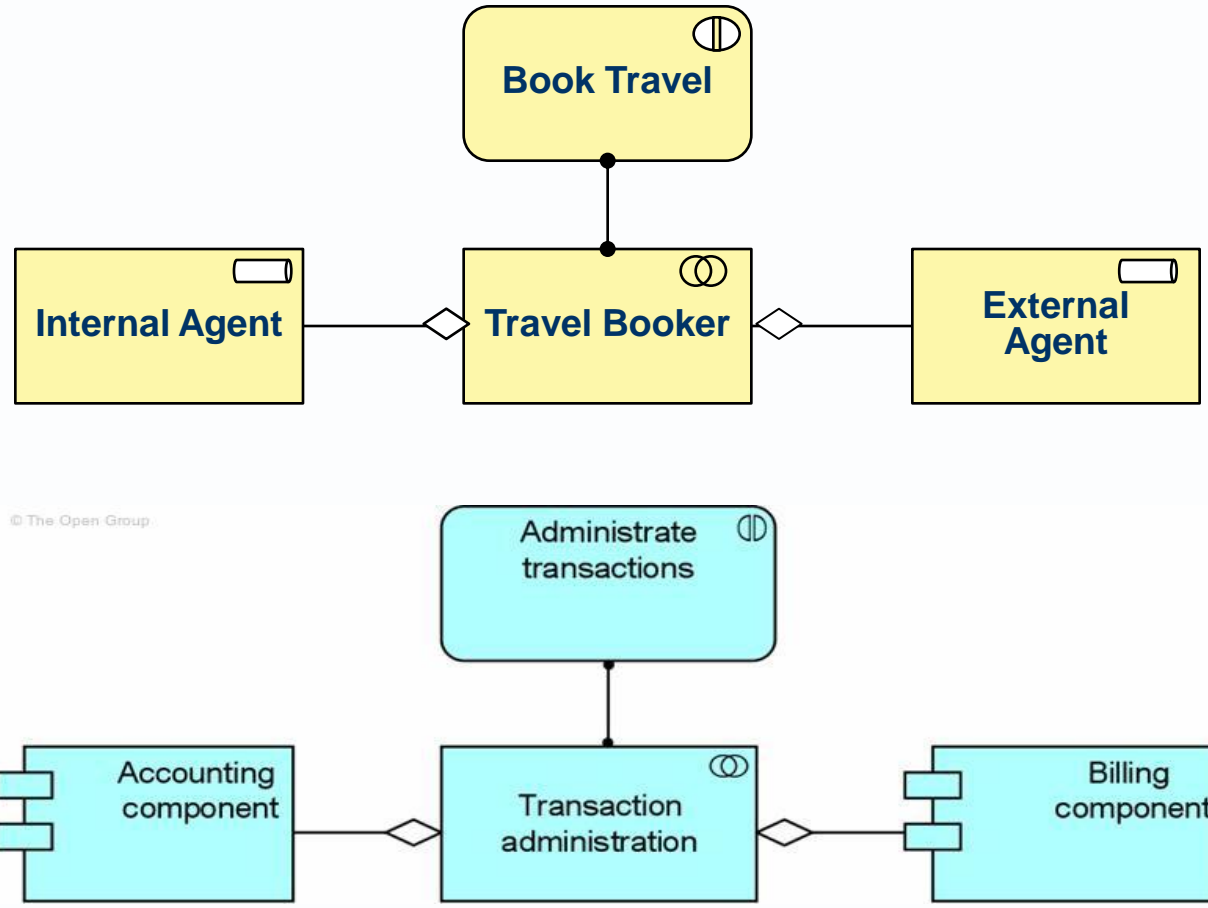 Book Travel
Internal Agent
Travel Booker
External
Agent
© The Open Group
Administrate
transactions
Accounting
component
Transaction
administration
Billing
component